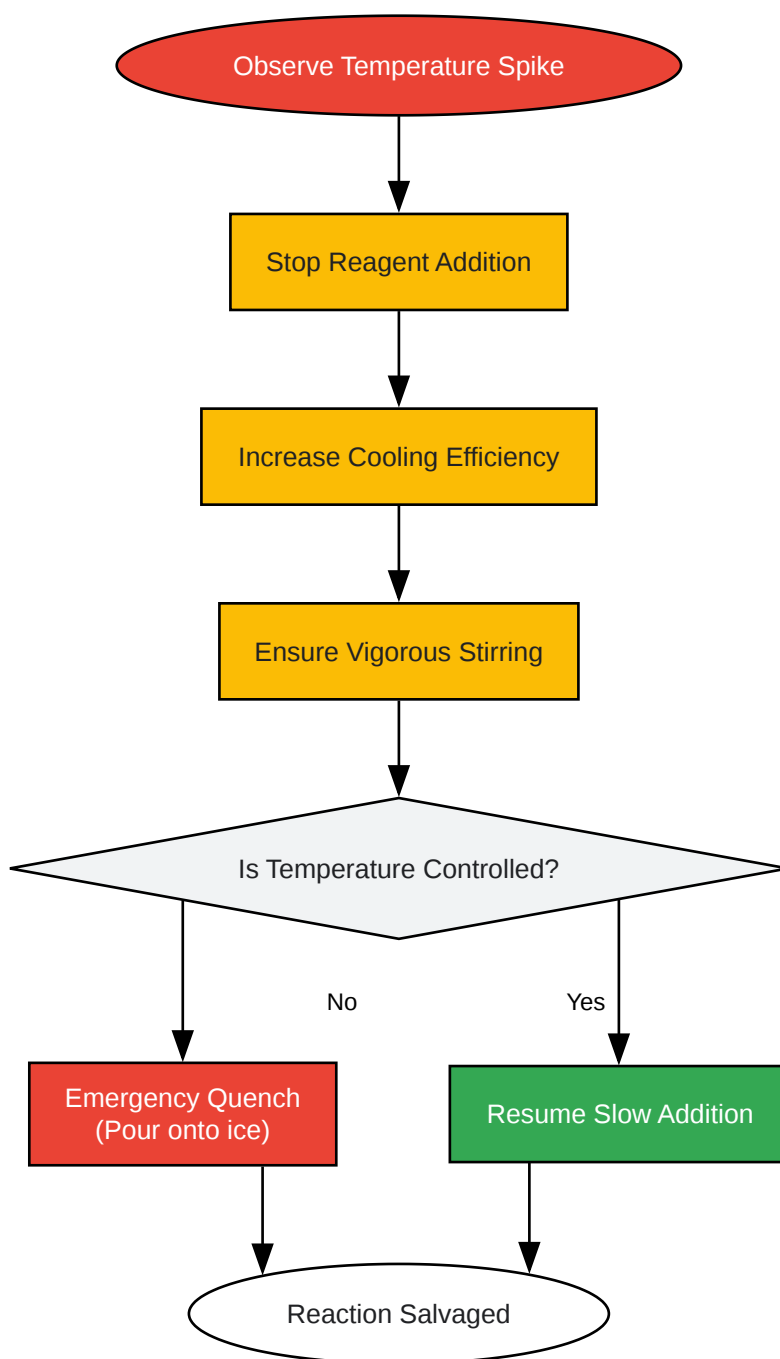 Observe Temperature Spike
Stop Reagent Addition
Increase Cooling Efficiency
Ensure Vigorous Stirring
Is Temperature Controlled?
No
Yes
Emergency Quench
(Pour onto ice)
Resume Slow Addition
Reaction Salvaged